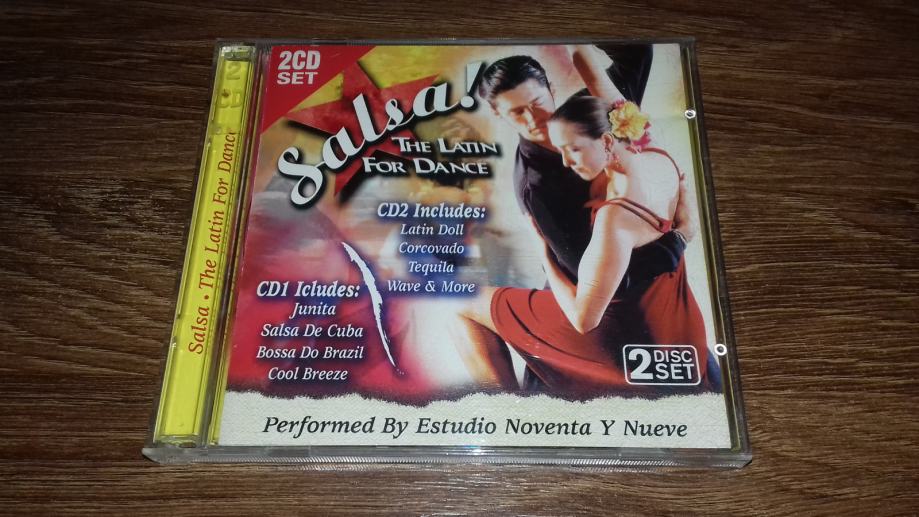 2CD
SET
Salsa!
THE LATIN
FOR DANCE
CD2 Includes:
Latin Doll
Corcovado
Tequila
Wave & More
CD1 Icludes:
Junita
Salsa De Cuba
Bossa Do Brazil
Cool Breeze
2 DISC
SET
Performed By Estudio Noventa Y Nueve
Salsa • The Latin For Dance
2
CD